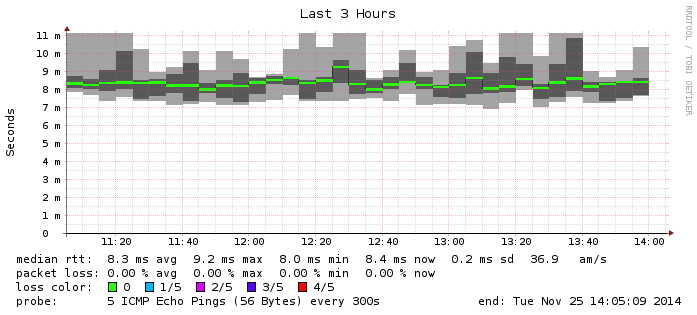 Last 3 Hours
RRDTOOL / TOBI OETIKER
Seconds
11 m
10 m
9 m
8 m
7 m
6 m
5 m
4 m
3 m
2 m
1 m
0
11:20 11:40 12:00 12:20 12:40 13:00 13:20 13:40 14:00
median rtt: 8.3 ms avg 9.2 ms max 8.0 ms min 8.4 ms now 0.2 ms sd 36.9 am/s
packet loss: 0.00 % avg 0.00 % max 0.00 % min 0.00 % now
loss color: 0 1/5 2/5 3/5 4/5
probe: 5 ICMP Echo Pings (56 Bytes) every 300s end: Tue Nov 25 14:05:09 2014